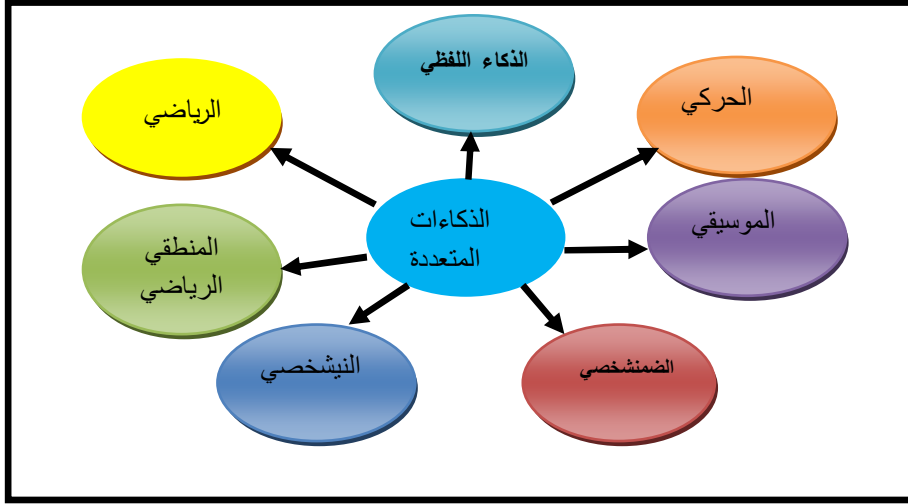 الذكاء اللفظي
الحركي
الرياضي
الموسيقي
الذكاءات
المتعددة
المنطقي
الرياضي
الضمنشخصي
النيشخصي